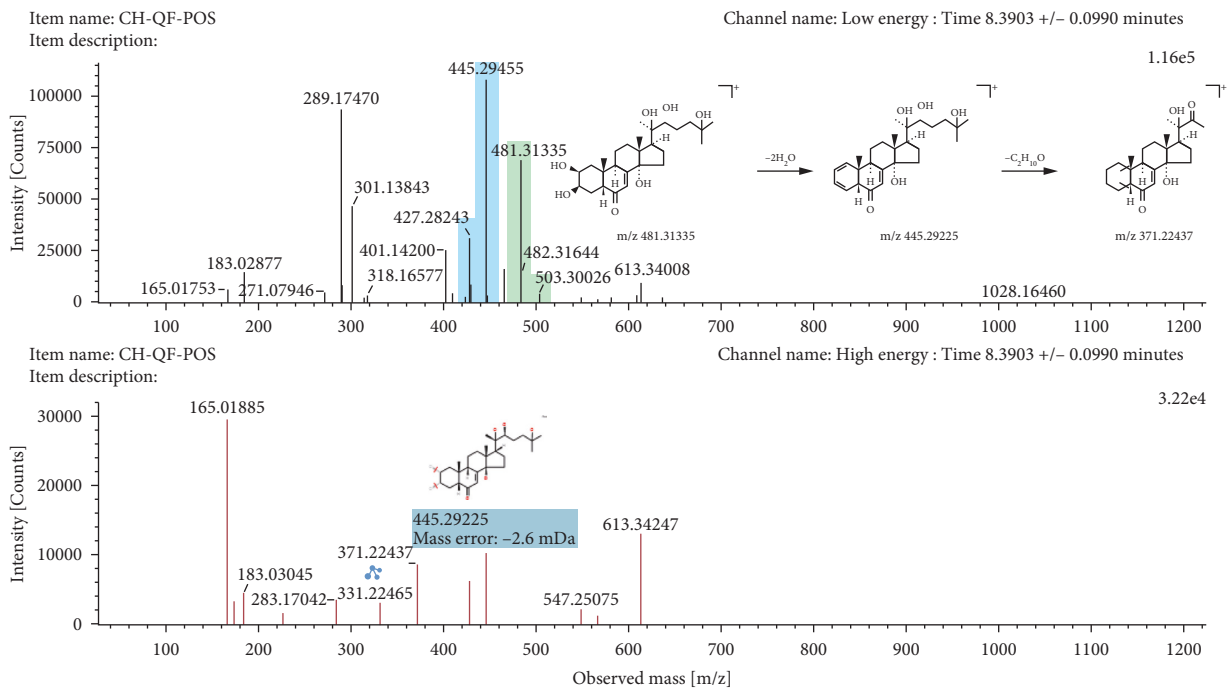 Item name: CH-QF-POS
Channel name: Low energy : Time 8.3903 +/– 0.0990 minutes
Item description:
1.16e5
Intensity [Counts]
100000
75000
50000
25000
0
445.29455
289.17470
481.31335
301.13843
427.28243
401.14200
482.31644
183.02877
318.16577
503.30026
613.34008
165.01753
271.07946
1028.16460
OH OH OH
H
HO
HO
H
OH
H
O
+
m/z 481.31335
–2H₂O
OH OH OH
H
H
OH
H
O
+
m/z 445.29225
–C₂H₁₀O
O
OH
H
H
OH
H
O
+
m/z 371.22437
100 200 300 400 500 600 700 800 900 1000 1100 1200
Item name: CH-QF-POS
Channel name: High energy : Time 8.3903 +/– 0.0990 minutes
Item description:
3.22e4
Intensity [Counts]
30000
20000
10000
0
165.01885
445.29225
Mass error: –2.6 mDa
613.34247
371.22437
183.03045
283.17042
331.22465
547.25075
100 200 300 400 500 600 700 800 900 1000 1100 1200
Observed mass [m/z]